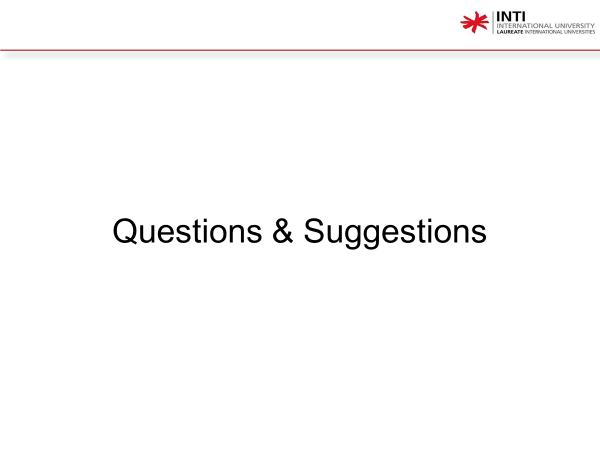 INTI
INTERNATIONAL UNIVERSITY
LAUREATE INTERNATIONAL UNIVERSITIES
Questions & Suggestions